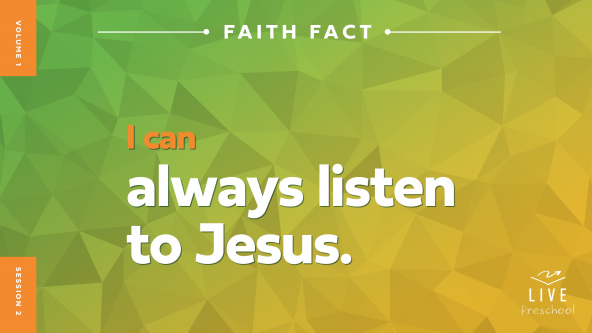 VOLUME 1
FAITH FACT
I can
always listen
to Jesus.
SESSION 2
LIVE
Preschool